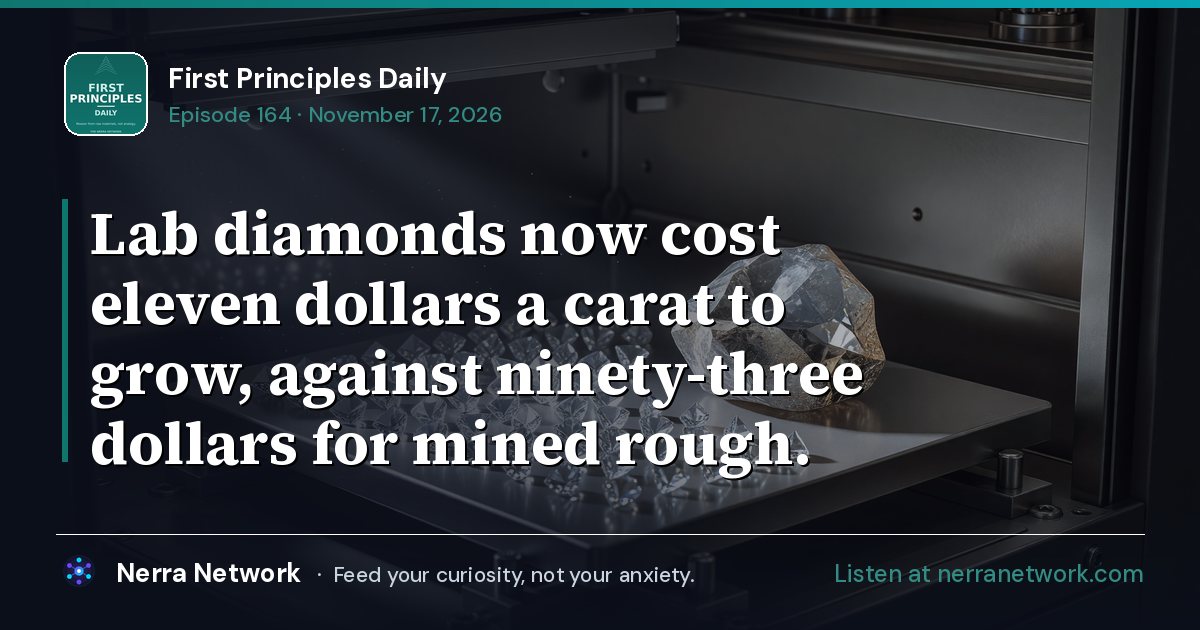 FIRST
PRINCIPLES
DAILY
First Principles Daily
Episode 164 · November 17, 2026
Lab diamonds now cost
eleven dollars a carat to
grow, against ninety-three
dollars for mined rough.
Nerra Network · Feed your curiosity, not your anxiety.
Listen at nerranetwork.com